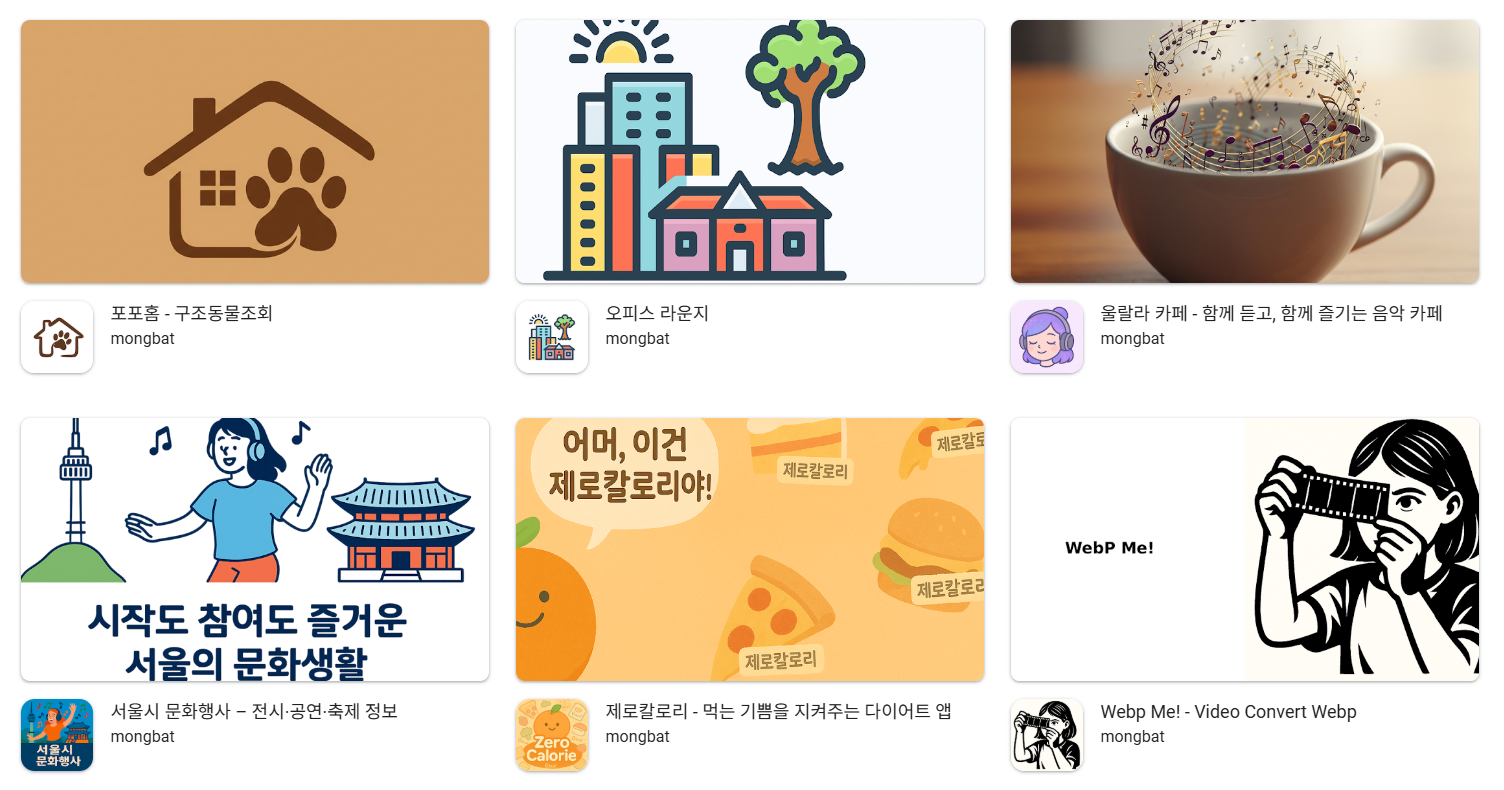 포포홈 - 구조동물조회
mongbat
오피스 라운지
mongbat
울랄라 카페 - 함께 듣고, 함께 즐기는 음악 카페
mongbat
시작도 참여도 즐거운
서울의 문화생활
서울시
문화행사
서울시 문화행사 – 전시·공연·축제 정보
mongbat
어머, 이건
제로칼로리야!
제로칼로리
제로칼로
제로칼로리
제로칼로리
Zero
Calorie
제로칼로리 - 먹는 기쁨을 지켜주는 다이어트 앱
mongbat
WebP Me!
Webp Me! - Video Convert Webp
mongbat